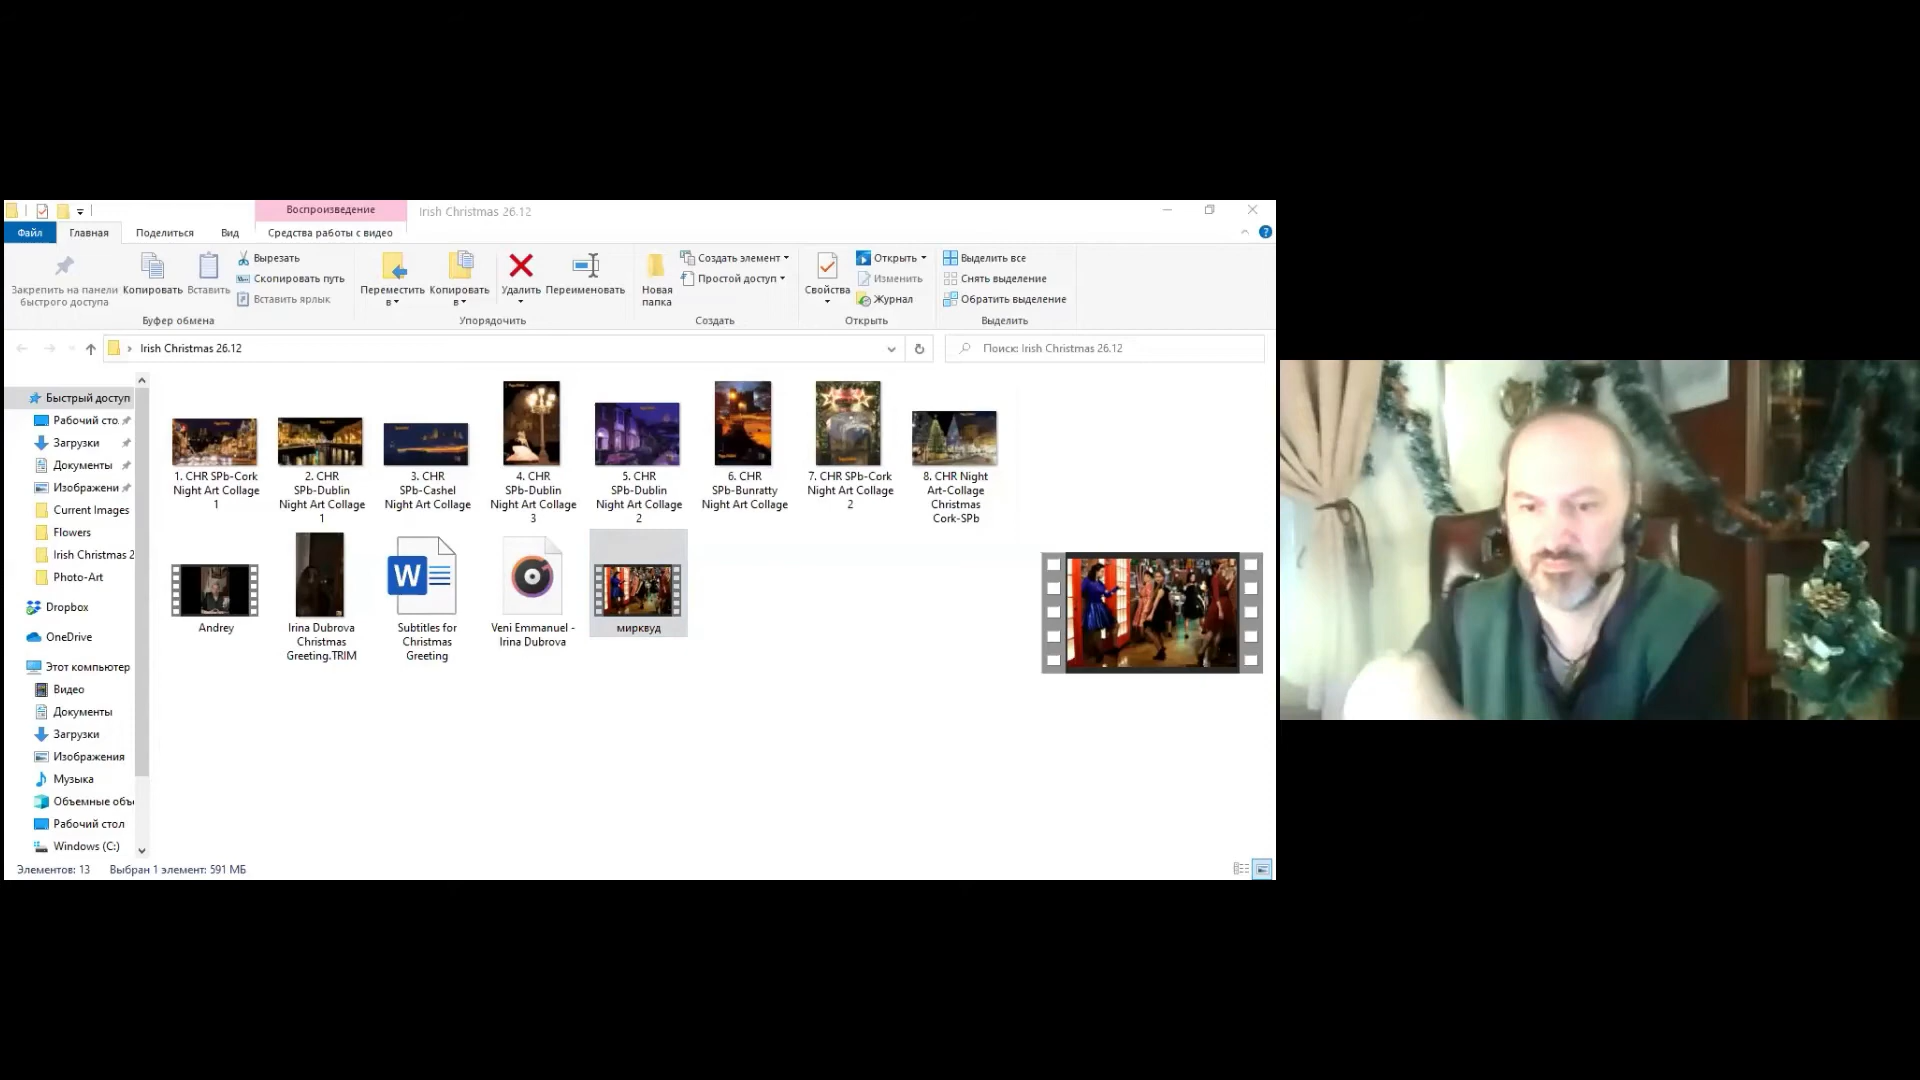 Воспроизведение
Irish Christmas 26.12
Файл
Главная
Поделиться
Вид
Средства работы с видео
Закрепить на панели
быстрого доступа
Копировать
Вставить
Вырезать
Скопировать путь
Вставить ярлык
Буфер обмена
Переместить
в
Копировать
в
Удалить
Переименовать
Упорядочить
Новая
папка
Создать элемент
Простой доступ
Создать
Свойства
Открыть
Изменить
Журнал
Открыть
Выделить все
Снять выделение
Обратить выделение
Выделить
Irish Christmas 26.12
Поиск: Irish Christmas 26.12
Быстрый доступ
Рабочий сто.
Загрузки
Документы
Изображени
Current Images
Flowers
Irish Christmas 2
Photo-Art
Dropbox
OneDrive
Этот компьютер
Видео
Документы
Загрузки
Изображения
Музыка
Объемные объ
Рабочий стол
Windows (C:)
1. CHR SPb-Cork
Night Art Collage
1
2. CHR
SPb-Dublin
Night Art Collage
1
3. CHR
SPb-Cashel
Night Art Collage
4. CHR
SPb-Dublin
Night Art Collage
3
5. CHR
SPb-Dublin
Night Art Collage
2
6. CHR
SPb-Bunratty
Night Art Collage
7. CHR SPb-Cork
Night Art Collage
2
8. CHR Night
Art-Collage
Christmas
Cork-SPb
Andrey
Irina Dubrova
Christmas
Greeting.TRIM
W
Subtitles for
Christmas
Greeting
Veni Emmanuel -
Irina Dubrova
мирквуд
Элементов: 13
Выбран 1 элемент: 591 МБ